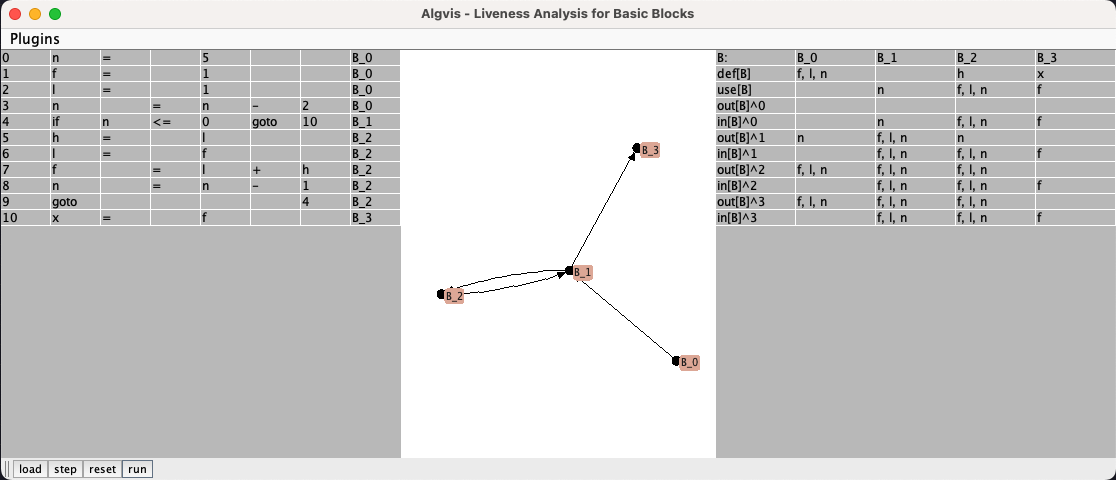 Algvis - Liveness Analysis for Basic Blocks
Plugins
0 n = 5 B_0
1 f = 1 B_0
2 l = 1 B_0
3 n = n - 2 B_0
4 if n <= 0 goto 10 B_1
5 h = l B_2
6 l = f B_2
7 f = l + h B_2
8 n = n - 1 B_2
9 goto 4 B_2
10 x = f B_3
B_3
B_1
B_2
B_0
B: B_0 B_1 B_2 B_3
def[B] f, l, n h x
use[B] n f, l, n f
out[B]^0
in[B]^0 n f, l, n f
out[B]^1 n f, l, n n
in[B]^1 f, l, n f, l, n f
out[B]^2 f, l, n f, l, n f, l, n
in[B]^2 f, l, n f, l, n f
out[B]^3 f, l, n f, l, n f, l, n
in[B]^3 f, l, n f, l, n f
load step reset run